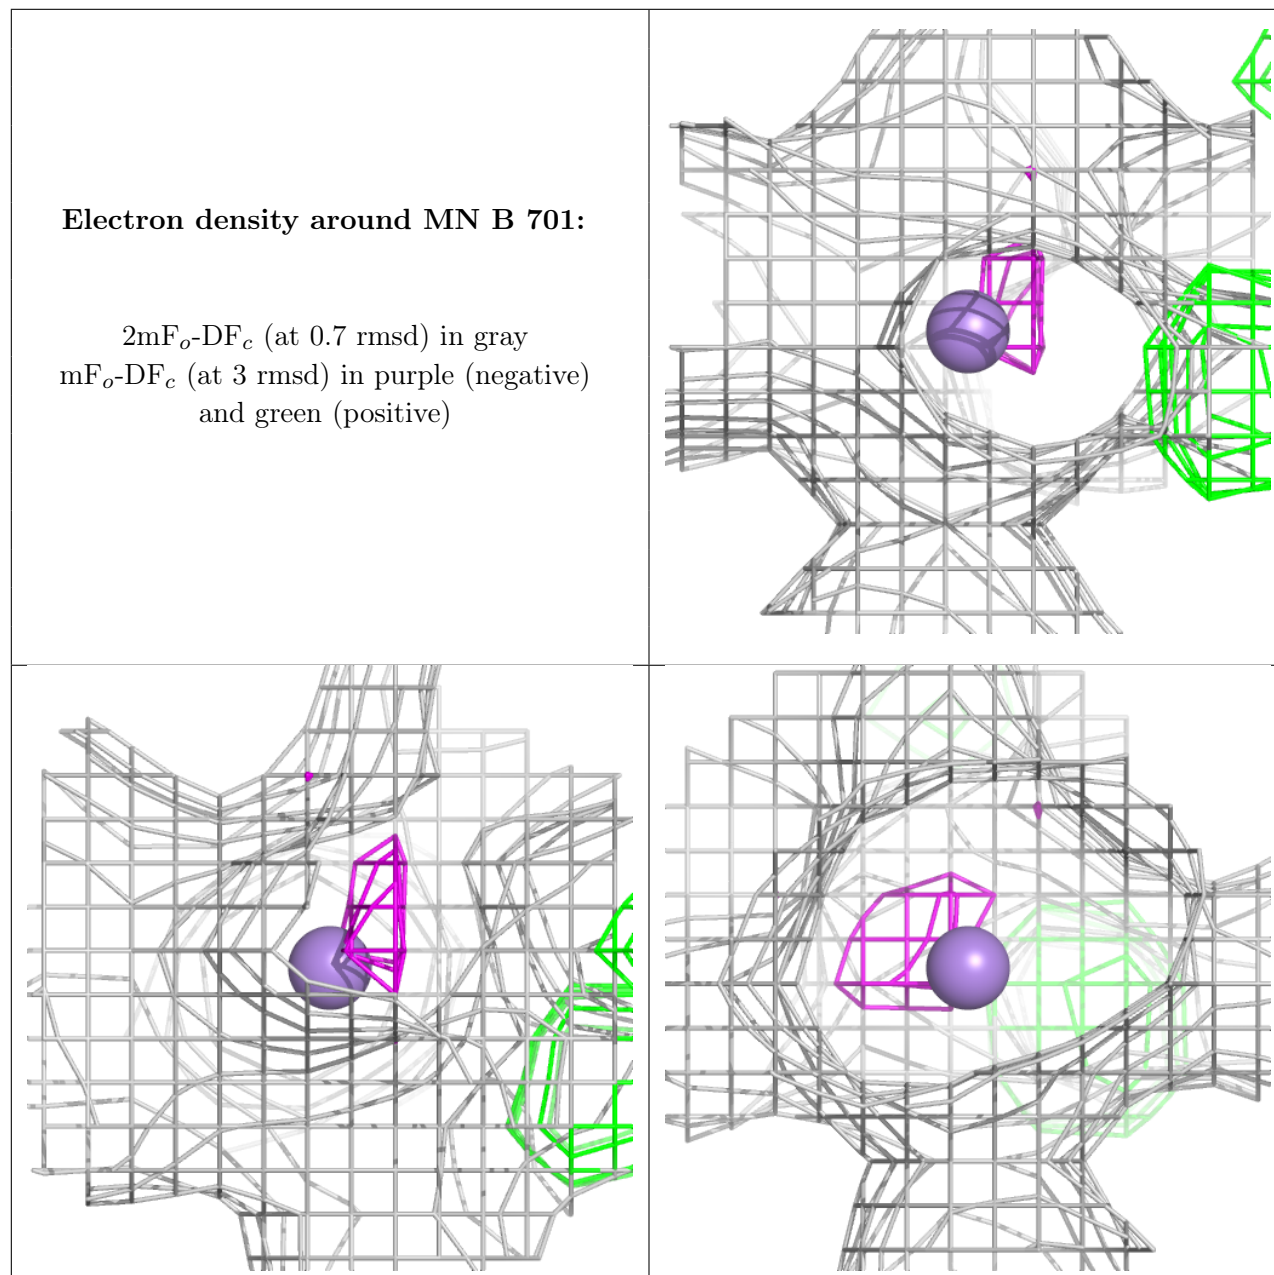 Electron density around MN B 701:
2mFo-DFc (at 0.7 rmsd) in gray
mFo-DFc (at 3 rmsd) in purple (negative)
and green (positive)